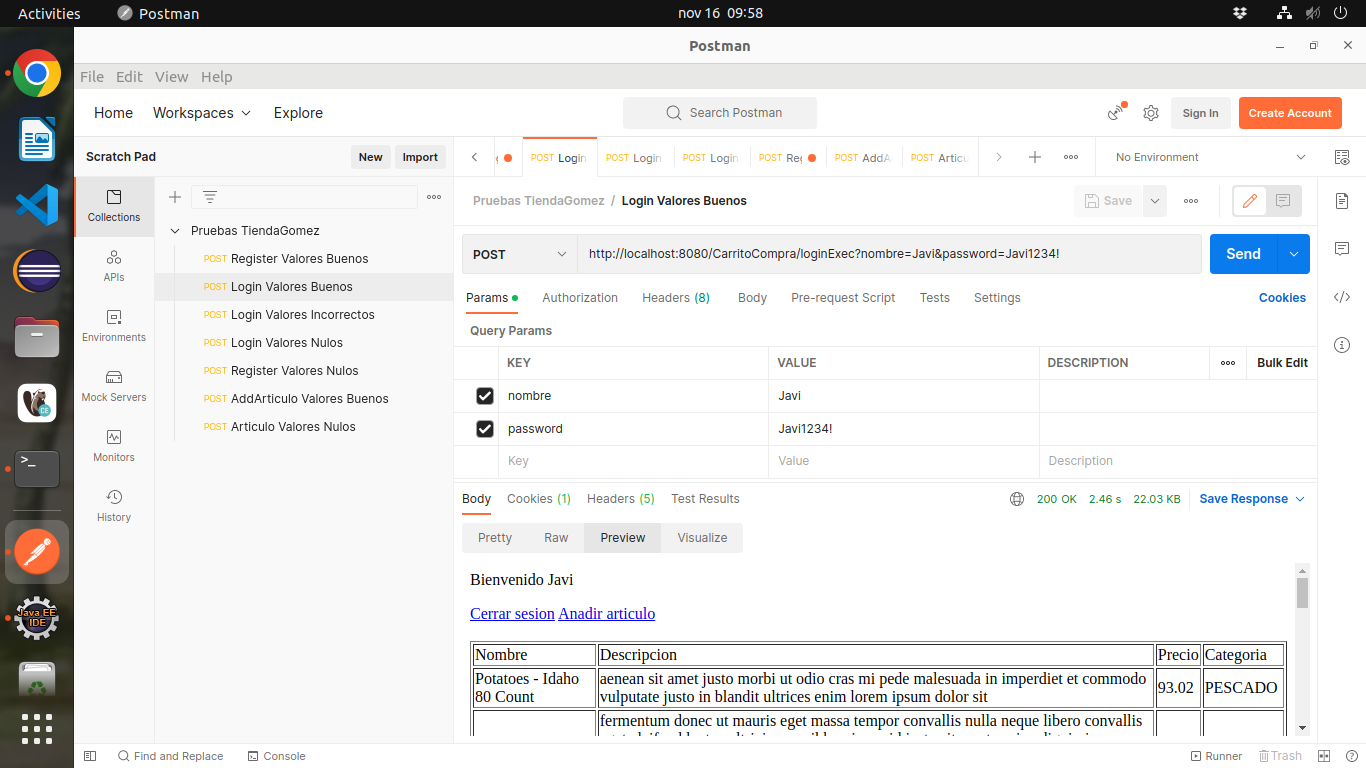 Activities Postman nov 16 09:58
Postman
File Edit View Help
Home Workspaces Explore Search Postman Sign In Create Account
Scratch Pad New Import POST Login POST Login POST Login POST Reg POST AddA POST Articu No Environment
Collections
APIs
Environments
Mock Servers
Monitors
History
Pruebas TiendaGomez
POST Register Valores Buenos
POST Login Valores Buenos
POST Login Valores Incorrectos
POST Login Valores Nulos
POST Register Valores Nulos
POST AddArticulo Valores Buenos
POST Articulo Valores Nulos
Pruebas TiendaGomez / Login Valores Buenos Save
POST http://localhost:8080/CarritoCompra/loginExec?nombre=Javi&password=Javi1234! Send
Params Authorization Headers (8) Body Pre-request Script Tests Settings Cookies
Query Params
KEY VALUE DESCRIPTION Bulk Edit
nombre Javi
password Javi1234!
Key Value Description
Body Cookies (1) Headers (5) Test Results 200 OK 2.46 s 22.03 KB Save Response
Pretty Raw Preview Visualize
Bienvenido Javi
Cerrar sesion Anadir articulo
Nombre Descripcion Precio Categoria
Potatoes - Idaho 80 Count aenean sit amet justo morbi ut odio cras mi pede malesuada in imperdiet et commodo
vulputate justo in blandit ultrices enim lorem ipsum dolor sit 93.02 PESCADO
fermentum donec ut mauris eget massa tempor convallis nulla neque libero convallis
Java EE
IDE
CE
Find and Replace Console Runner Trash